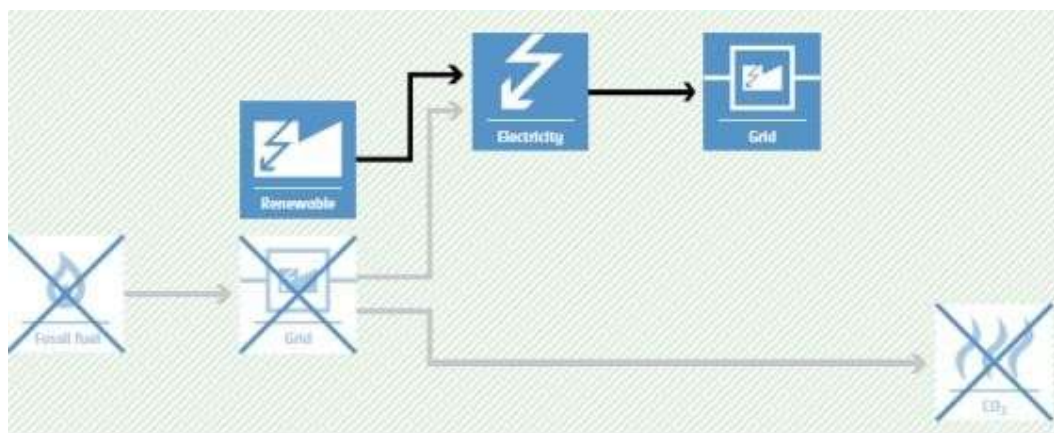 Electricity
Grid
Renewable
Fossil fuel
Grid
CO₂